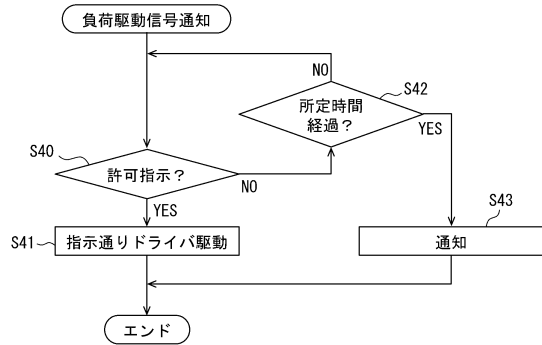 負荷駆動信号通知
NO
S42
所定時間
経過？
YES
S40
許可指示？
NO
YES
S43
S41
指示通りドライバ駆動
通知
エンド